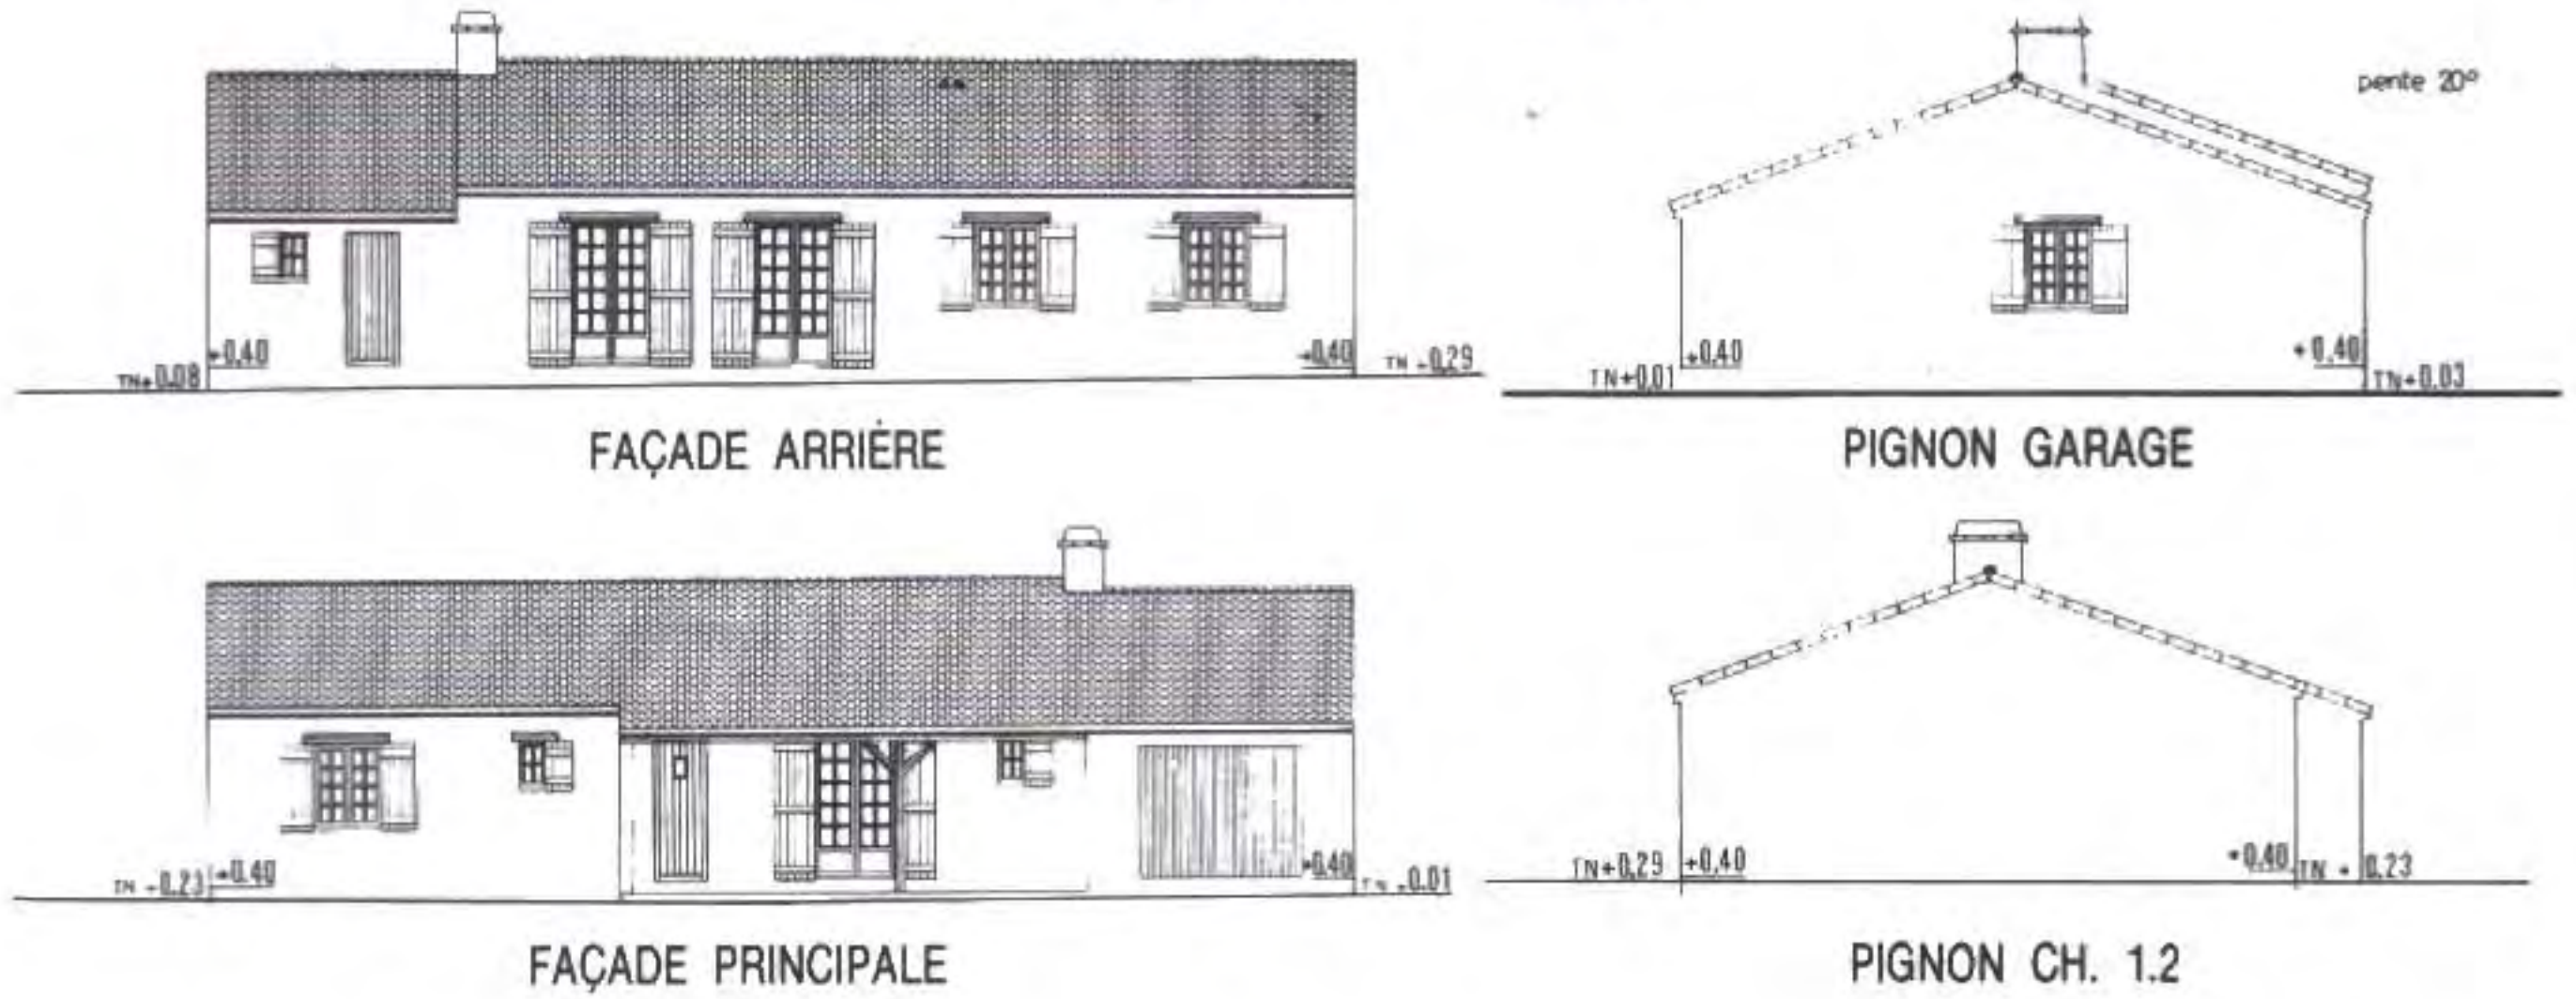 pente 20°
+0.40
TN+0.08
+0.40
TN +0.29
FAÇADE ARRIÈRE
+0.40
TN+0.01
+0.40
TN+0.03
PIGNON GARAGE
+0.40
TN +0.23
+0.40
TN +0.01
FAÇADE PRINCIPALE
TN+0.29
+0.40
+0.40
TN + 0.23
PIGNON CH. 1.2